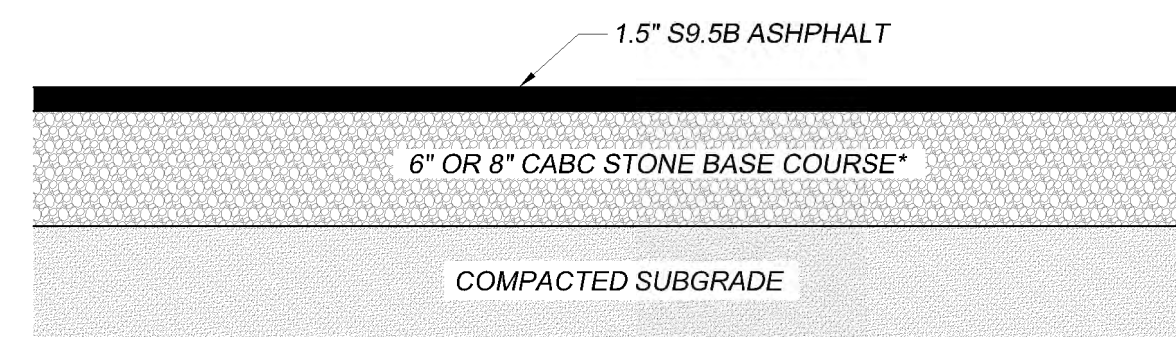 1.5" S9.5B ASHPHALT
6" OR 8" CABC STONE BASE COURSE*
COMPACTED SUBGRADE